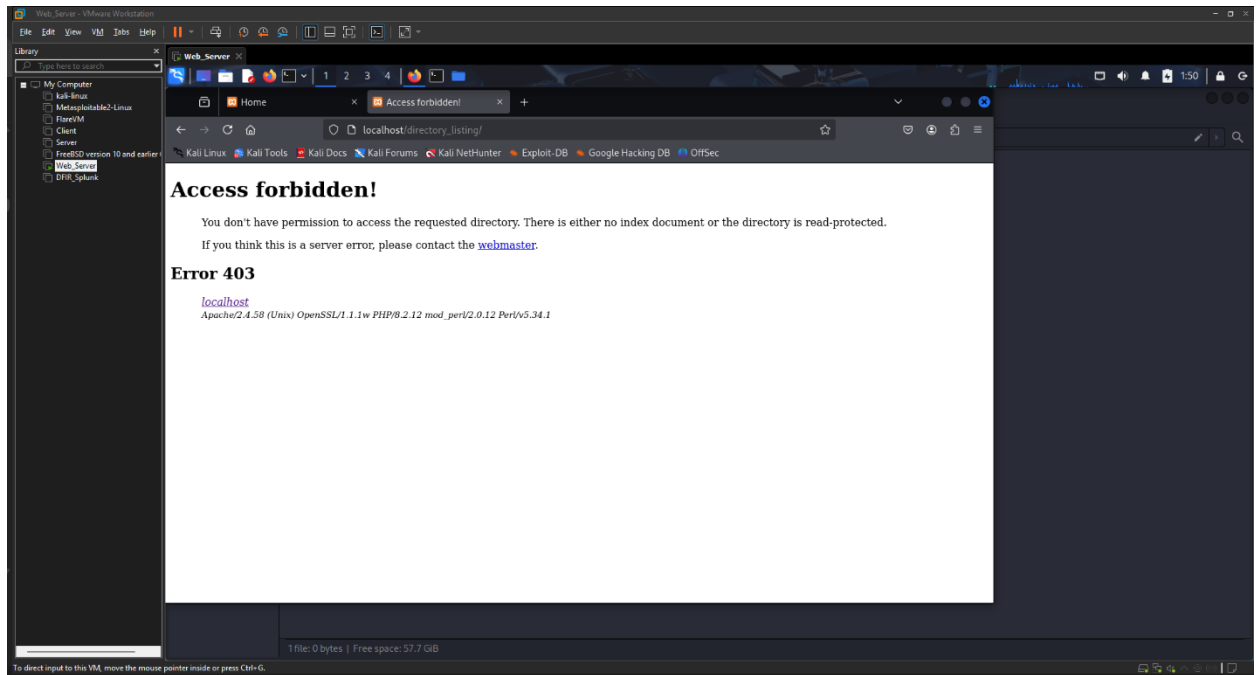 Web_Server - VMware Workstation
File Edit View VM Tabs Help
Library
Type here to search
My Computer
kali-linux
Metasploitable2-Linux
FlareVM
Client
Server
FreeBSD version 10 and earlier
Web_Server
DFIR_Splunk
Web_Server
1 2 3 4
1:50
Home
Access forbidden!
localhost/directory_listing/
Kali Linux Kali Tools Kali Docs Kali Forums Kali NetHunter Exploit-DB Google Hacking DB OffSec
Access forbidden!
You don't have permission to access the requested directory. There is either no index document or the directory is read-protected.
If you think this is a server error, please contact the webmaster.
Error 403
localhost
Apache/2.4.58 (Unix) OpenSSL/1.1.1w PHP/8.2.12 mod_perl/2.0.12 Perl/v5.34.1
1 file: 0 bytes | Free space: 57.7 GiB
To direct input to this VM, move the mouse pointer inside or press Ctrl+G.